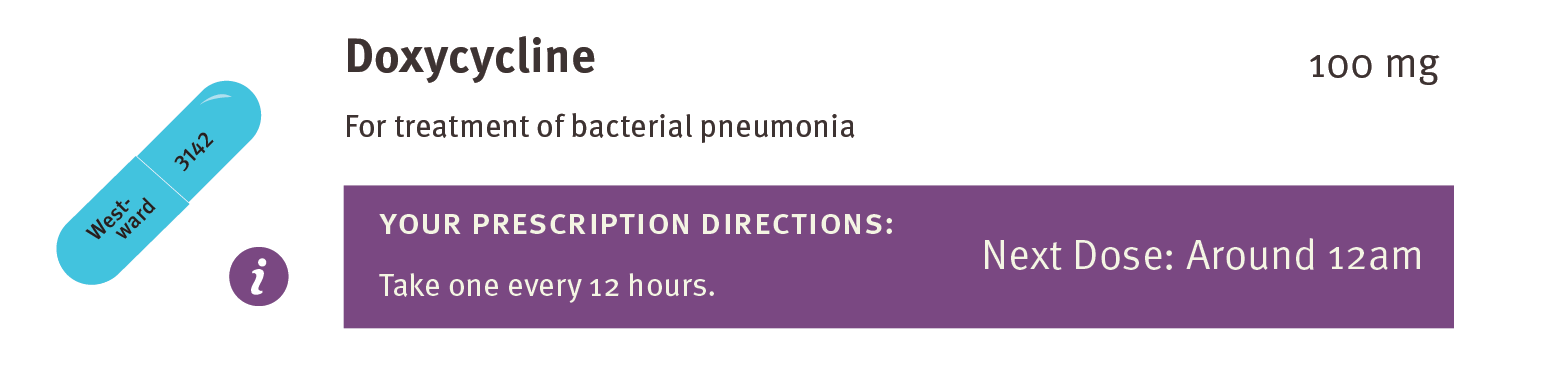 Doxycycline
100 mg
For treatment of bacterial pneumonia
3142
West-
ward
i
YOUR PRESCRIPTION DIRECTIONS:
Take one every 12 hours.
Next Dose: Around 12am